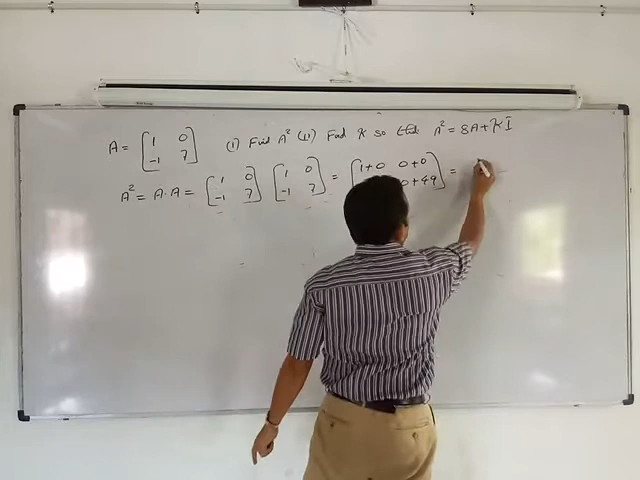 A = [1 0; -1 7] (I) Find A² (II) Find K so that A² = 8A + KI
A² = A·A = [1 0; -1 7] [1 0; -1 7] = [1+0 0+0; 0+49] =